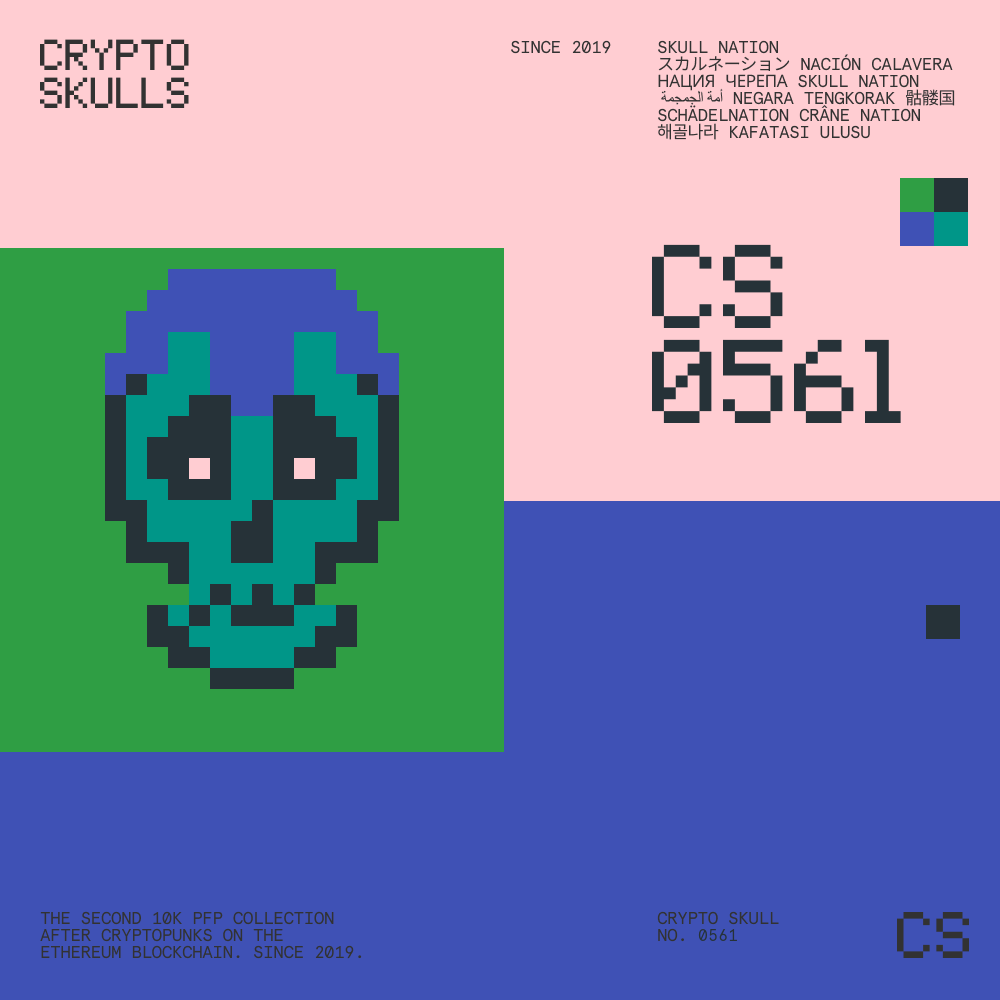 CRYPTO
SKULLS
SINCE 2019
SKULL NATION
スカルネーション NACIÓN CALAVERA
НАЦИЯ ЧЕРЕПА SKULL NATION
أمة الجمجمة NEGARA TENGKORAK 骷髅国
SCHÄDELNATION CRÂNE NATION
해골나라 KAFATASI ULUSU
CS
0561
THE SECOND 10K PFP COLLECTION
AFTER CRYPTOPUNKS ON THE
ETHEREUM BLOCKCHAIN. SINCE 2019.
CRYPTO SKULL
NO. 0561
CS